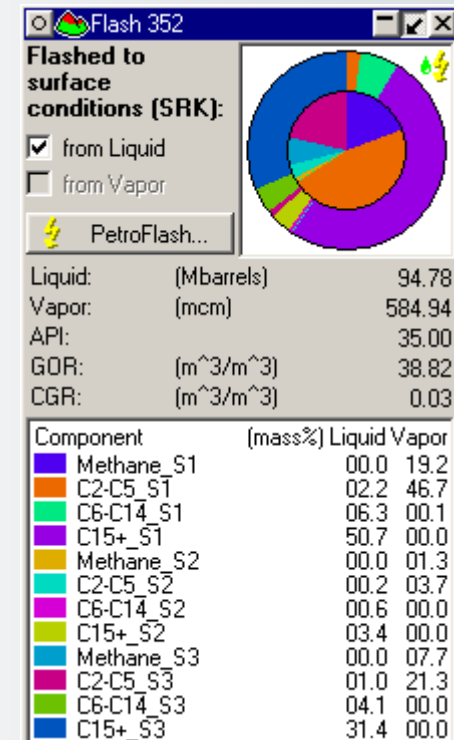 Flash 352
Flashed to
surface
conditions (SRK):
from Liquid
from Vapor
PetroFlash...
Liquid: (Mbarrels) 94.78
Vapor: (mcm) 584.94
API: 35.00
GOR: (m^3/m^3) 38.82
CGR: (m^3/m^3) 0.03
Component (mass%) Liquid Vapor
Methane_S1 00.0 19.2
C2-C5_S1 02.2 46.7
C6-C14_S1 06.3 00.1
C15+_S1 50.7 00.0
Methane_S2 00.0 01.3
C2-C5_S2 00.2 03.7
C6-C14_S2 00.6 00.0
C15+_S2 03.4 00.0
Methane_S3 00.0 07.7
C2-C5_S3 01.0 21.3
C6-C14_S3 04.1 00.0
C15+_S3 31.4 00.0